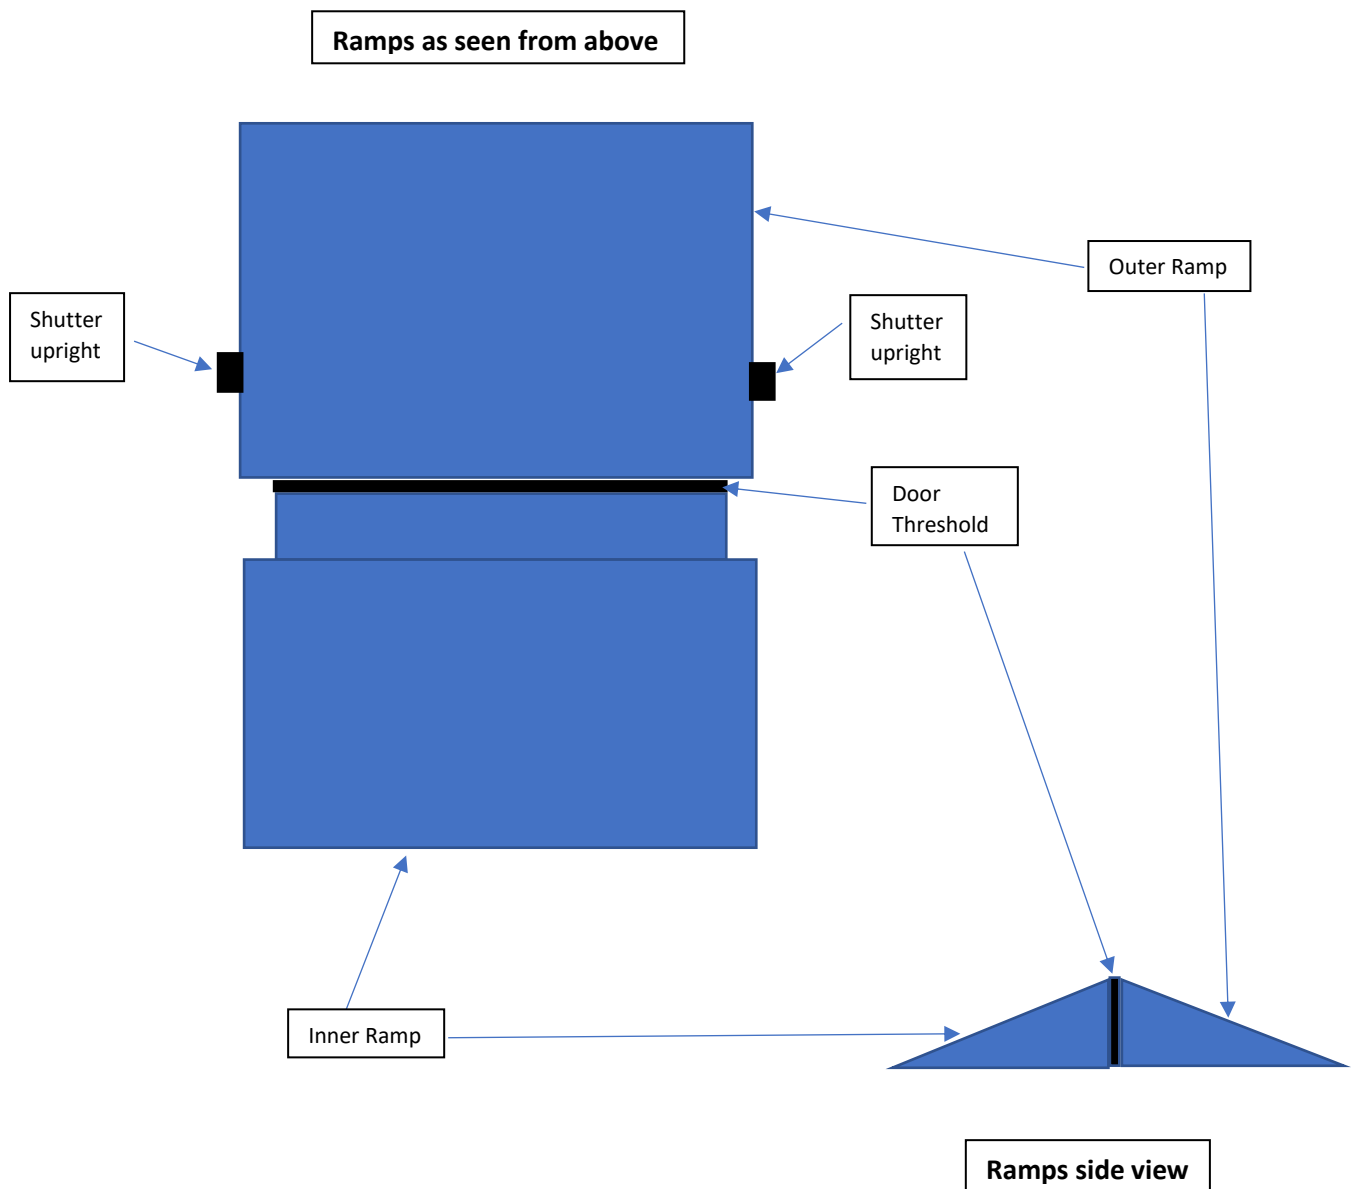 Ramps as seen from above
Outer Ramp
Shutter
upright
Shutter
upright
Door
Threshold
Inner Ramp
Ramps side view